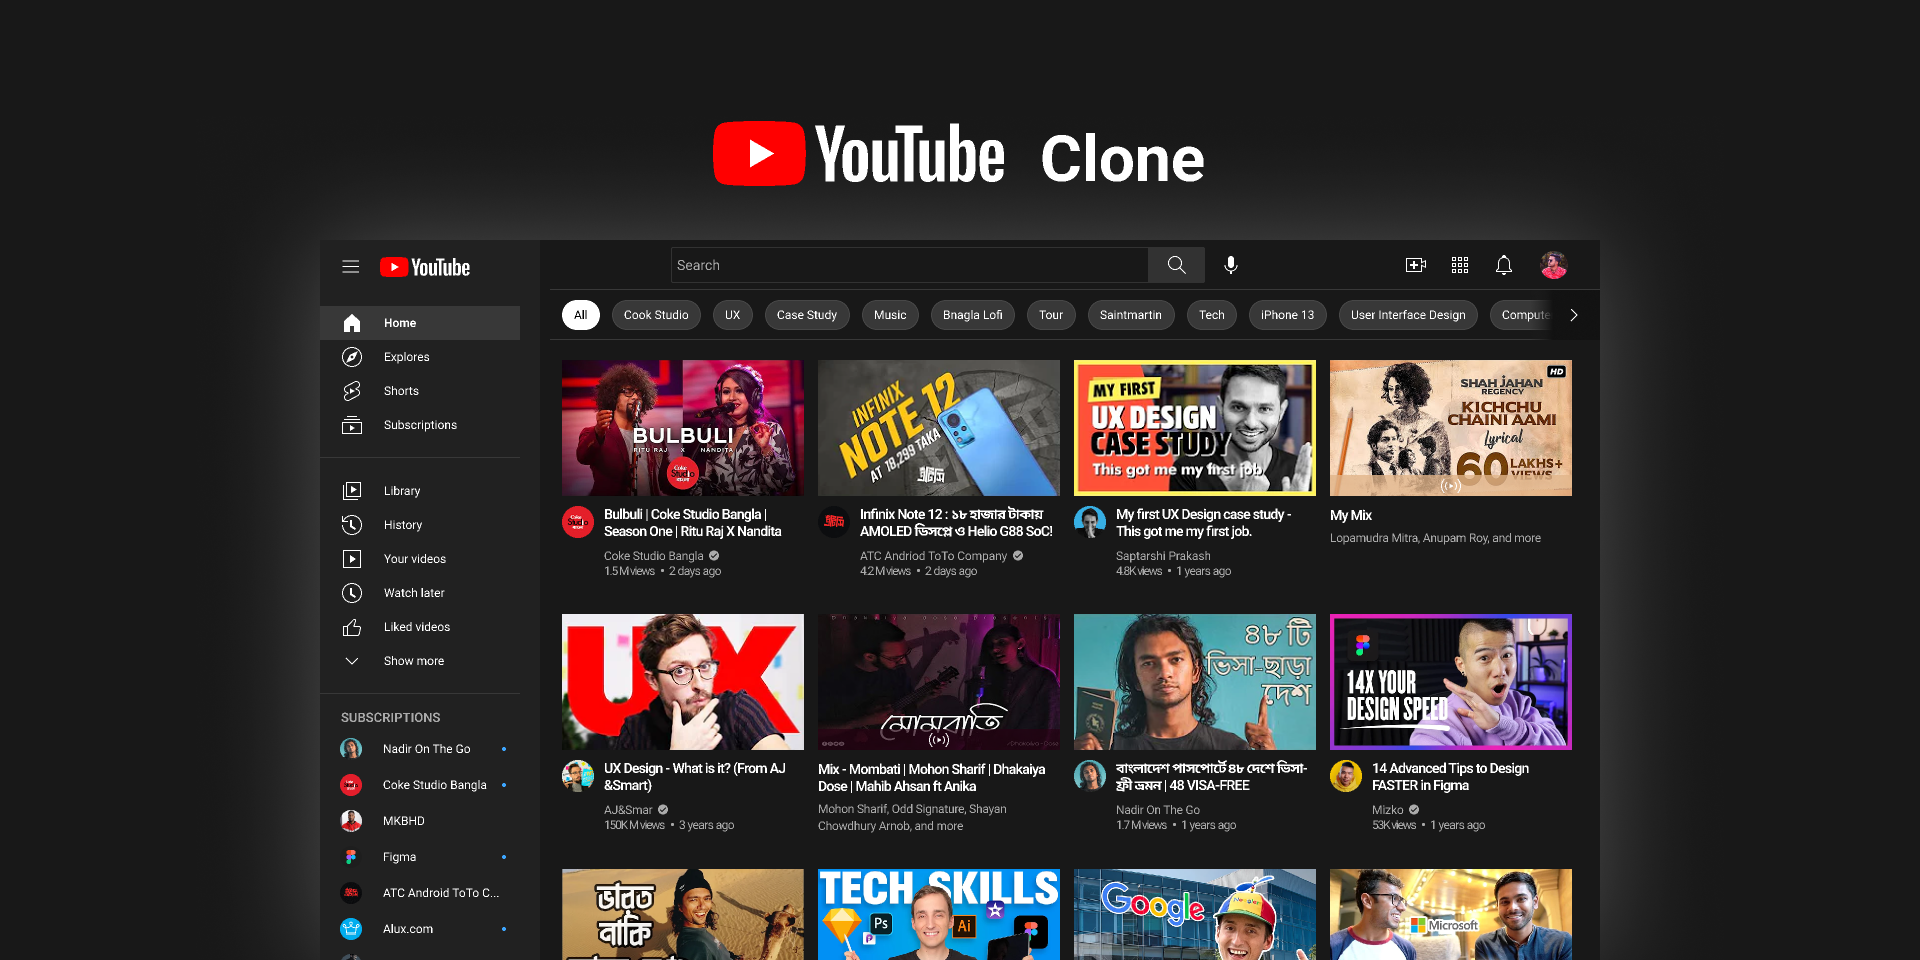 YouTube Clone
YouTube
Search
Home
Explores
Shorts
Subscriptions
Library
History
Your videos
Watch later
Liked videos
Show more
SUBSCRIPTIONS
Nadir On The Go
Coke Studio Bangla
MKBHD
Figma
ATC Android ToTo C...
Alux.com
All
Cook Studio
UX
Case Study
Music
Bnagla Lofi
Tour
Saintmartin
Tech
iPhone 13
User Interface Design
Compute
BULBULI
RITU RAJ X NANDITA
Coke
Studio
বাংলা
Bulbuli | Coke Studio Bangla |
Season One | Ritu Raj X Nandita
Coke Studio Bangla
1.5M views • 2 days ago
INFINIX
NOTE 12
AT 18,299 TAKA
এটিসি
Infinix Note 12 : ১৮ হাজার টাকায়
AMOLED ডিসপ্লে ও Helio G88 SoC!
ATC Andriod ToTo Company
4.2M views • 2 days ago
MY FIRST
UX DESIGN
CASE STUDY
This got me my first job.
My first UX Design case study -
This got me my first job.
Saptarshi Prakash
4.8K views • 1 years ago
HD
SHAH JAHAN
REGENCY
KICHCHU
CHAINI AAMI
Lyrical
60 LAKHS+
VIEWS
My Mix
Lopamudra Mitra, Anupam Roy, and more
UX
UX Design - What is it? (From AJ
&Smart)
AJ&Smar
150K M views • 3 years ago
Dhakaiya Dose Presents
মোমবাতি
Mix - Mombati | Mohon Sharif | Dhakaiya
Dose | Mahib Ahsan ft Anika
Mohon Sharif, Odd Signature, Shayan
Chowdhury Arnob, and more
৪৮ টি
ভিসা-ছাড়া
দেশ
বাংলাদেশ পাসপোর্টে ৪৮ দেশে ভিসা-
ফ্রী ভ্রমন | 48 VISA-FREE
Nadir On The Go
1.7M views • 1 years ago
14X YOUR
DESIGN SPEED
14 Advanced Tips to Design
FASTER in Figma
Mizko
53K views • 1 years ago
ভারত
নাকি
TECH SKILLS
Ps
Ai
Google
Microsoft